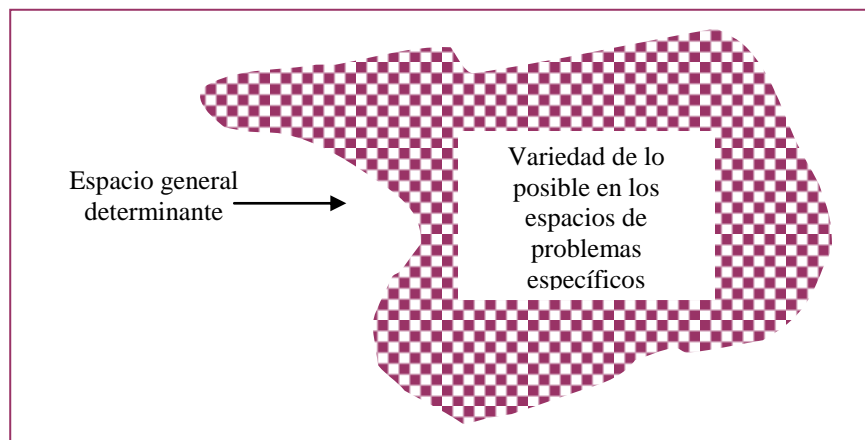 Espacio general
determinante
Variedad de lo
posible en los
espacios de
problemas
específicos